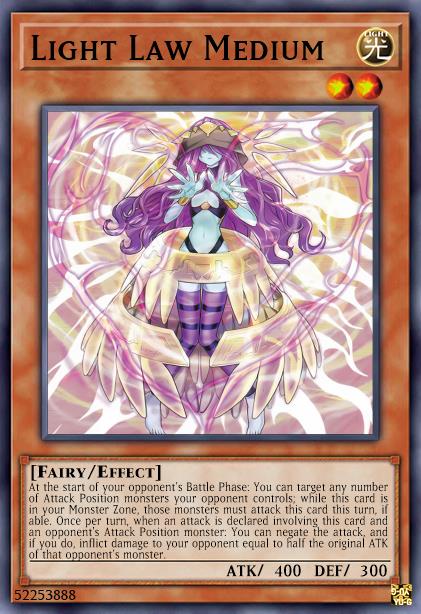 Light Law Medium
LIGHT
光
[Fairy/Effect]
At the start of your opponent's Battle Phase: You can target any number
of Attack Position monsters your opponent controls; while this card is
in your Monster Zone, those monsters must attack this card this turn, if
able. Once per turn, when an attack is declared involving this card and
an opponent's Attack Position monster: You can negate the attack, and
if you do, inflict damage to your opponent equal to half the original ATK
of that opponent's monster.
ATK/ 400 DEF/ 300
52253888